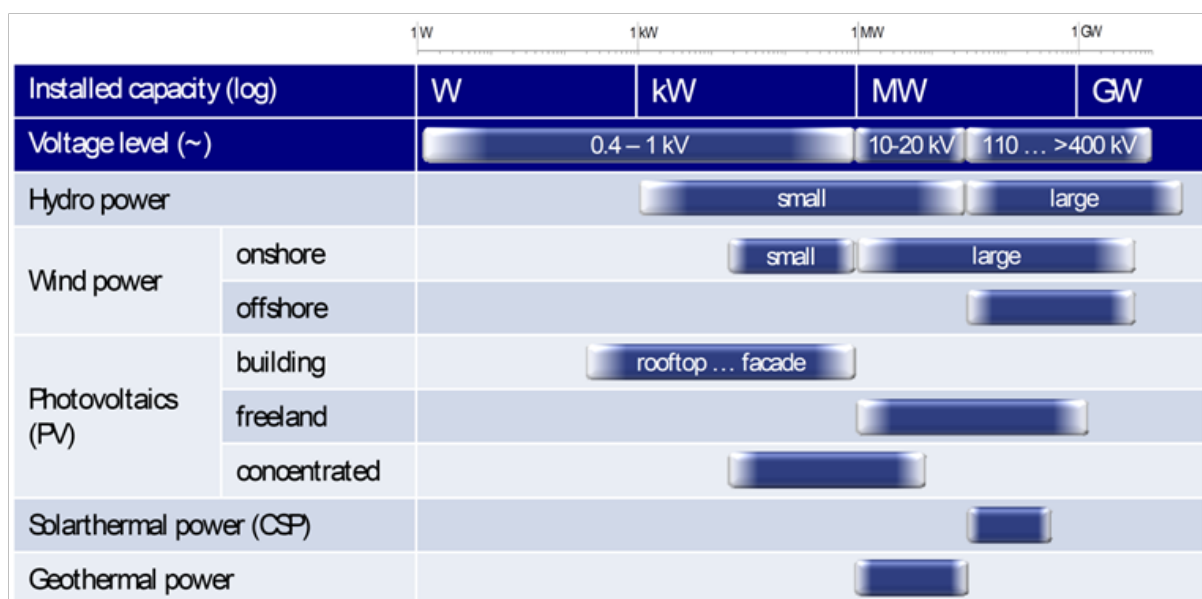 1 W 1 kW 1 MW 1 GW
Installed capacity (log) W kW MW GW
Voltage level (~) 0.4 – 1 kV 10-20 kV 110 … >400 kV
Hydro power small large
Wind power
onshore small large
offshore
Photovoltaics
(PV)
building rooftop … facade
freeland
concentrated
Solarthermal power (CSP)
Geothermal power